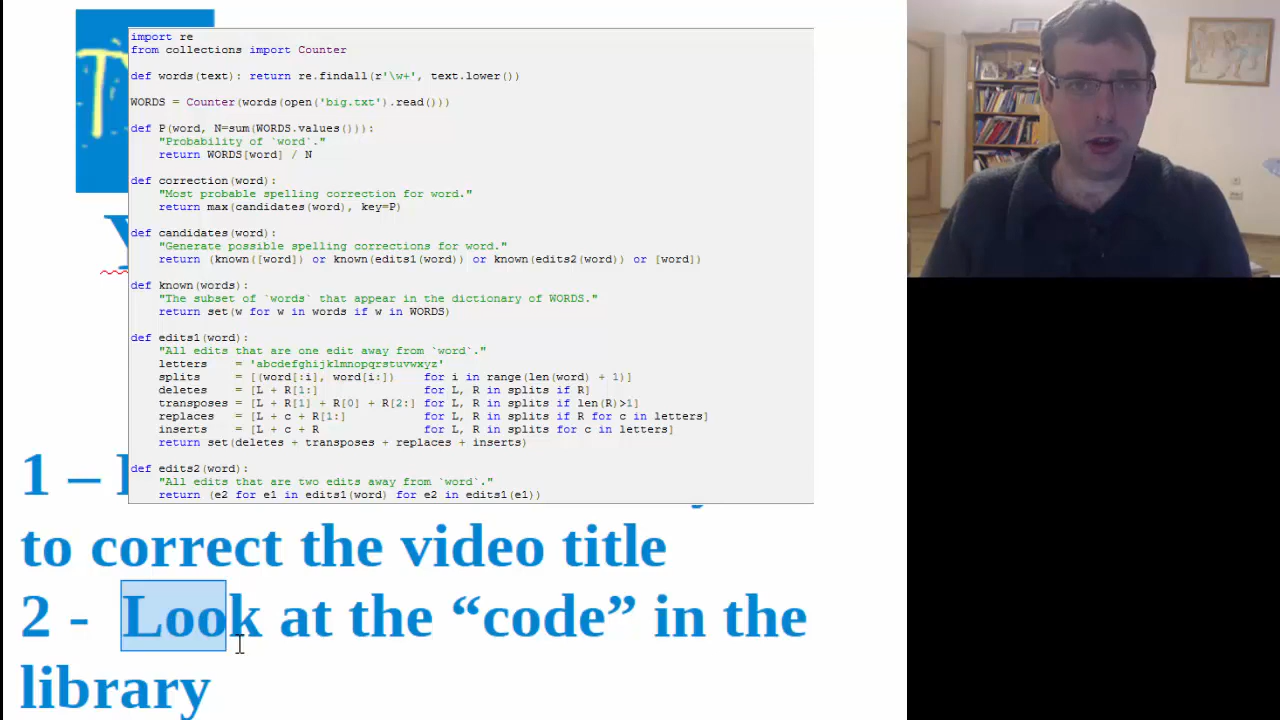 import re
from collections import Counter
def words(text): return re.findall(r'\w+', text.lower())
WORDS = Counter(words(open('big.txt').read()))
def P(word, N=sum(WORDS.values())):
    "Probability of `word`."
    return WORDS[word] / N
def correction(word):
    "Most probable spelling correction for word."
    return max(candidates(word), key=P)
def candidates(word):
    "Generate possible spelling corrections for word."
    return (known([word]) or known(edits1(word)) or known(edits2(word)) or [word])
def known(words):
    "The subset of `words` that appear in the dictionary of WORDS."
    return set(w for w in words if w in WORDS)
def edits1(word):
    "All edits that are one edit away from `word`."
    letters    = 'abcdefghijklmnopqrstuvwxyz'
    splits     = [(word[:i], word[i:])    for i in range(len(word) + 1)]
    deletes    = [L + R[1:]               for L, R in splits if R]
    transposes = [L + R[1] + R[0] + R[2:] for L, R in splits if len(R)>1]
    replaces   = [L + c + R[1:]           for L, R in splits if R for c in letters]
    inserts    = [L + c + R               for L, R in splits for c in letters]
    return set(deletes + transposes + replaces + inserts)
def edits2(word):
    "All edits that are two edits away from `word`."
    return (e2 for e1 in edits1(word) for e2 in edits1(e1))
1 –
to correct the video title
2 - Look at the “code” in the
library